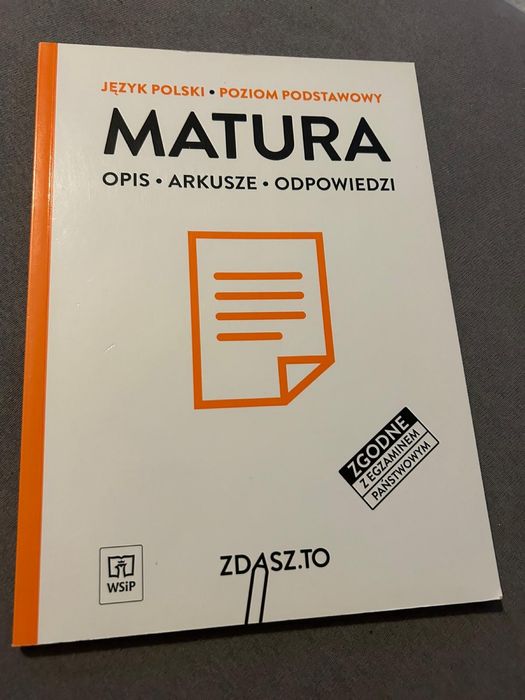 JĘZYK POLSKI • POZIOM PODSTAWOWY
MATURA
OPIS • ARKUSZE • ODPOWIEDZI
ZGODNE
Z EGZAMINEM
PAŃSTWOWYM
WSiP
ZDASZ.TO